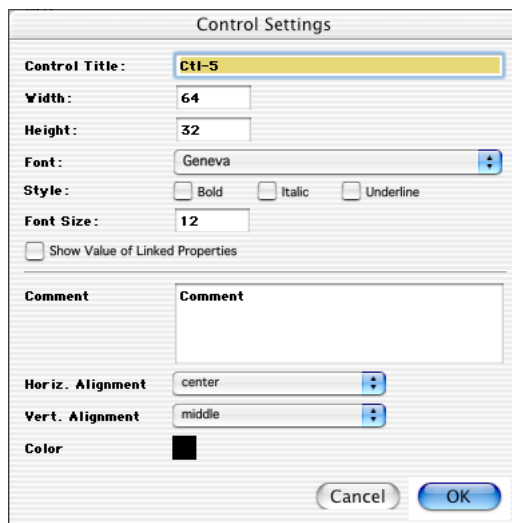 Control Settings
Control Title: Ctl-5
Width: 64
Height: 32
Font: Geneva
Style: Bold Italic Underline
Font Size: 12
Show Value of Linked Properties
Comment Comment
Horiz. Alignment center
Vert. Alignment middle
Color
Cancel OK